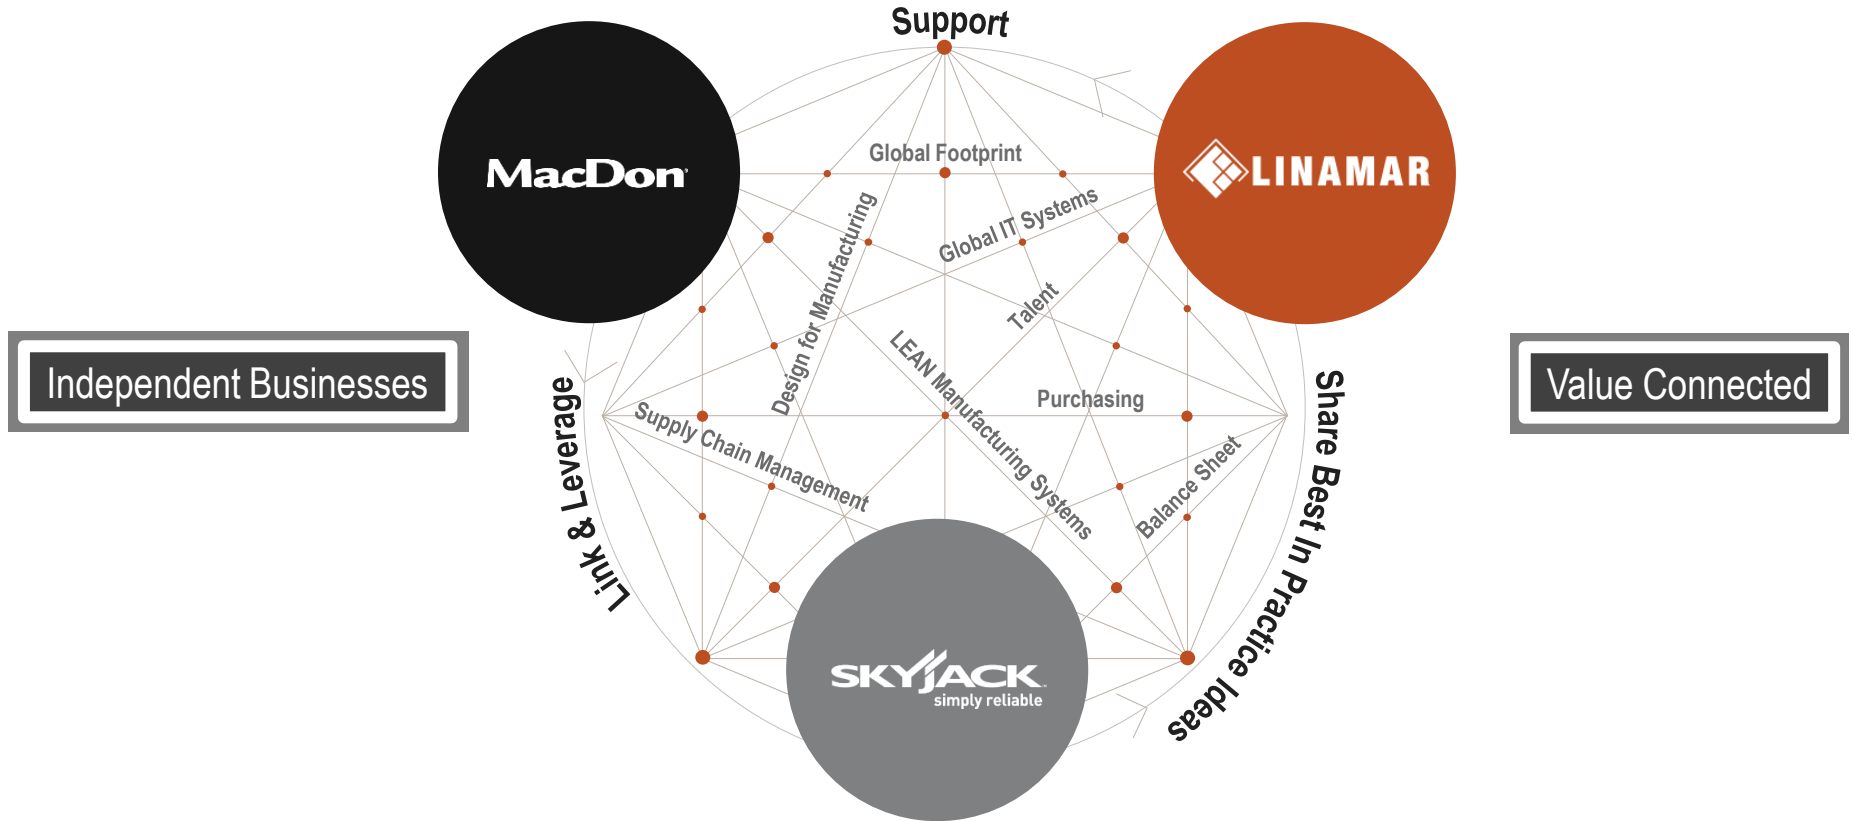 Support
MacDon
LINAMAR
Global Footprint
Global IT Systems
Design for Manufacturing
Talent
LEAN Manufacturing Systems
Independent Businesses
Value Connected
Purchasing
Supply Chain Management
Balance Sheet
Link & Leverage
Share Best In Practice Ideas
SKYJACK
simply reliable